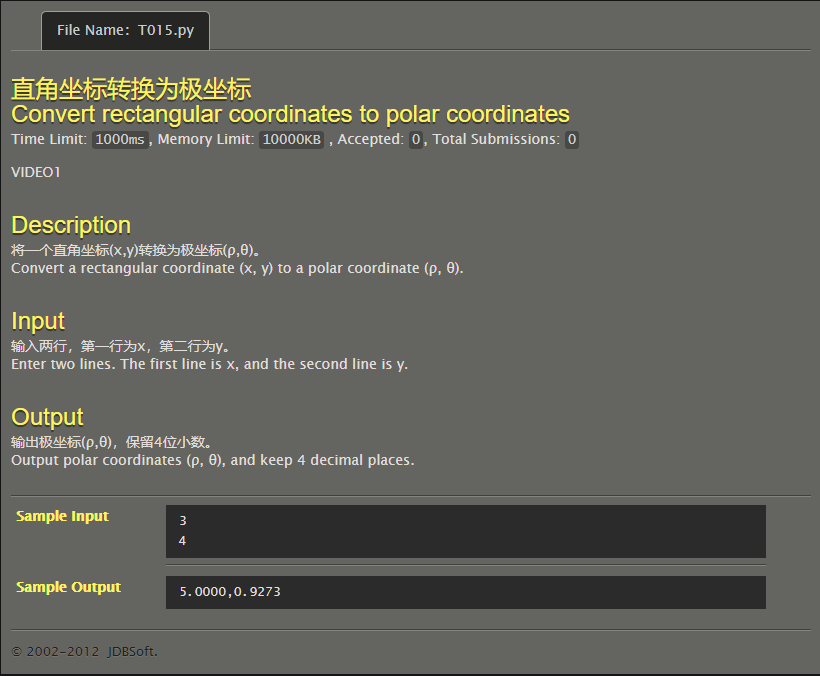 File Name: T015.py
直角坐标转换为极坐标
Convert rectangular coordinates to polar coordinates
Time Limit: 1000ms, Memory Limit: 10000KB , Accepted: 0, Total Submissions: 0
VIDEO1
Description
将一个直角坐标(x,y)转换为极坐标(ρ,θ)。
Convert a rectangular coordinate (x, y) to a polar coordinate (ρ, θ).
Input
输入两行，第一行为x，第二行为y。
Enter two lines. The first line is x, and the second line is y.
Output
输出极坐标(ρ,θ)，保留4位小数。
Output polar coordinates (ρ, θ), and keep 4 decimal places.
Sample Input
3
4
Sample Output
5.0000,0.9273
© 2002-2012 JDBSoft.